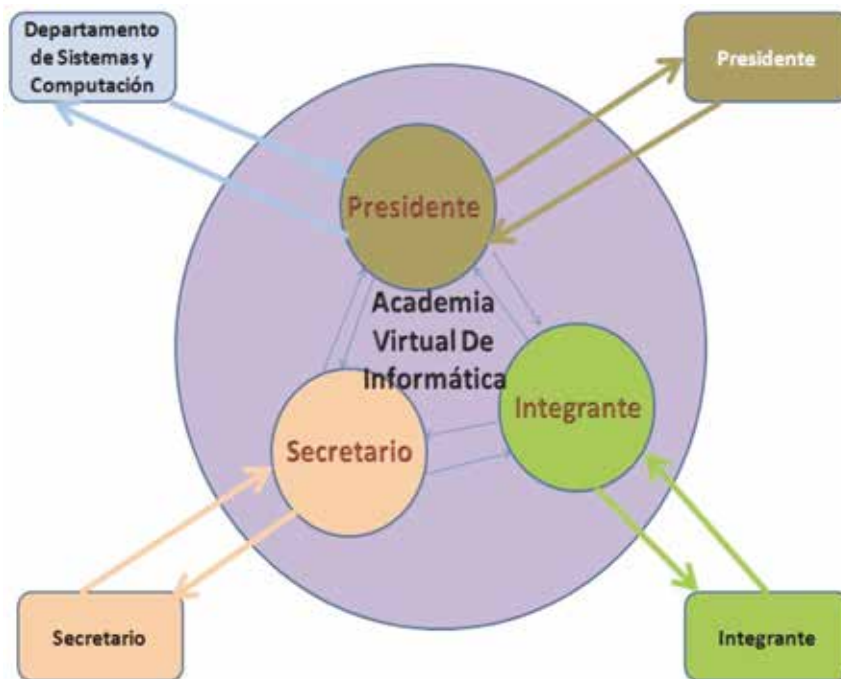 Departamento
de Sistemas y
Computación
Presidente
Presidente
Academia
Virtual De
Informática
Integrante
Secretario
Secretario
Integrante